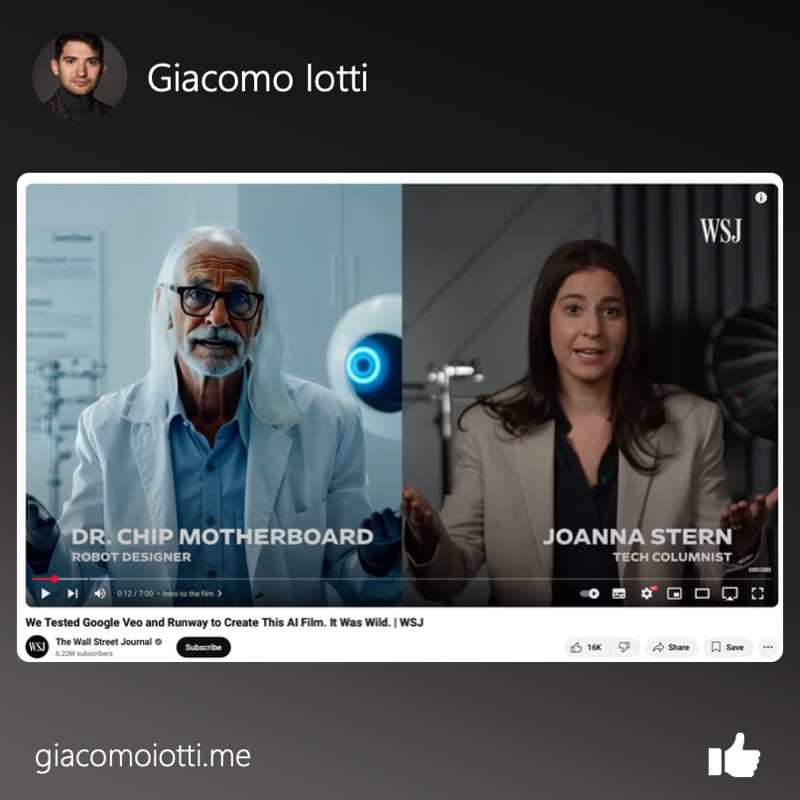 Giacomo Iotti
WSJ
DR. CHIP MOTHERBOARD
ROBOT DESIGNER
JOANNA STERN
TECH COLUMNIST
SUBSCRIBE
0:12 / 7:00 • Intro to the film >
We Tested Google Veo and Runway to Create This AI Film. It Was Wild. | WSJ
WSJ
The Wall Street Journal
6.22M subscribers
Subscribe
16K
Share
Save
giacomoiotti.me